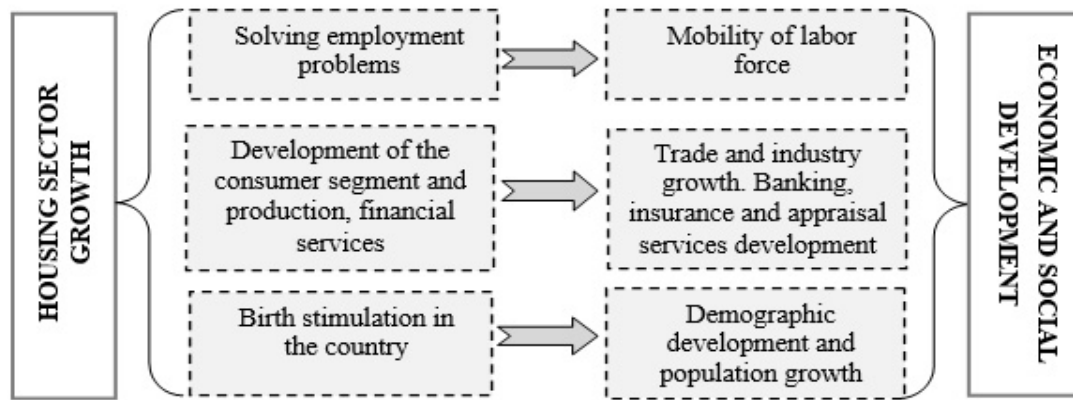 HOUSING SECTOR
GROWTH
Solving employment
problems
Mobility of labor
force
Development of the
consumer segment and
production, financial
services
Trade and industry
growth. Banking,
insurance and appraisal
services development
Birth stimulation in
the country
Demographic
development and
population growth
ECONOMIC AND SOCIAL
DEVELOPMENT